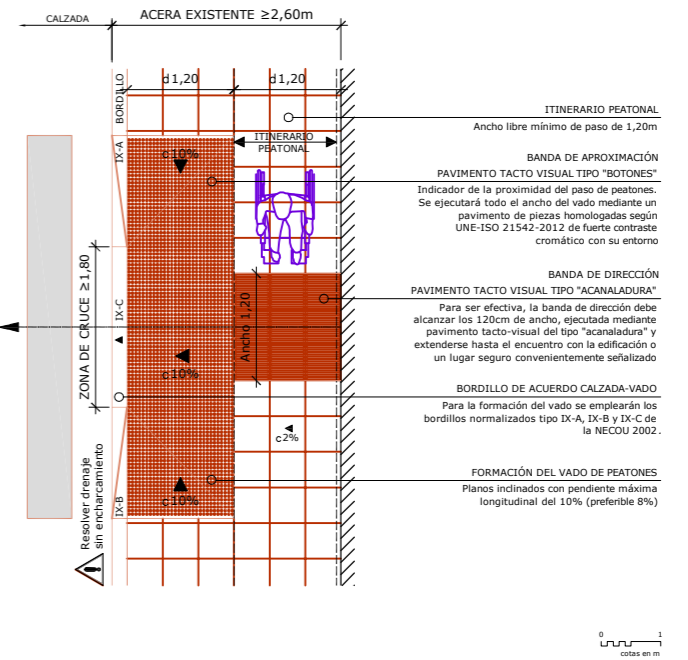 CALZADA
ACERA EXISTENTE ≥2,60m
BORDILLO
d1,20
d1,20
ITINERARIO
PEATONAL
IX-A
c10%
ZONA DE CRUCE ≥1,80
IX-C
Ancho 1,20
c10%
c2%
c10%
IX-B
Resolver drenaje
sin encharcamiento
ITINERARIO PEATONAL
Ancho libre mínimo de paso de 1,20m
BANDA DE APROXIMACIÓN
PAVIMENTO TACTO VISUAL TIPO "BOTONES"
Indicador de la proximidad del paso de peatones.
Se ejecutará todo el ancho del vado mediante un
pavimento de piezas homologadas según
UNE-ISO 21542-2012 de fuerte contraste
cromático con su entorno
BANDA DE DIRECCIÓN
PAVIMENTO TACTO VISUAL TIPO "ACANALADURA"
Para ser efectiva, la banda de dirección debe
alcanzar los 120cm de ancho, ejecutada mediante
pavimento tacto-visual del tipo "acanaladura" y
extenderse hasta el encuentro con la edificación o
un lugar seguro convenientemente señalizado
BORDILLO DE ACUERDO CALZADA-VADO
Para la formación del vado se emplearán los
bordillos normalizados tipo IX-A, IX-B y IX-C de
la NECOU 2002.
FORMACIÓN DEL VADO DE PEATONES
Planos inclinados con pendiente máxima
longitudinal del 10% (preferible 8%)
0 1
cotas en m